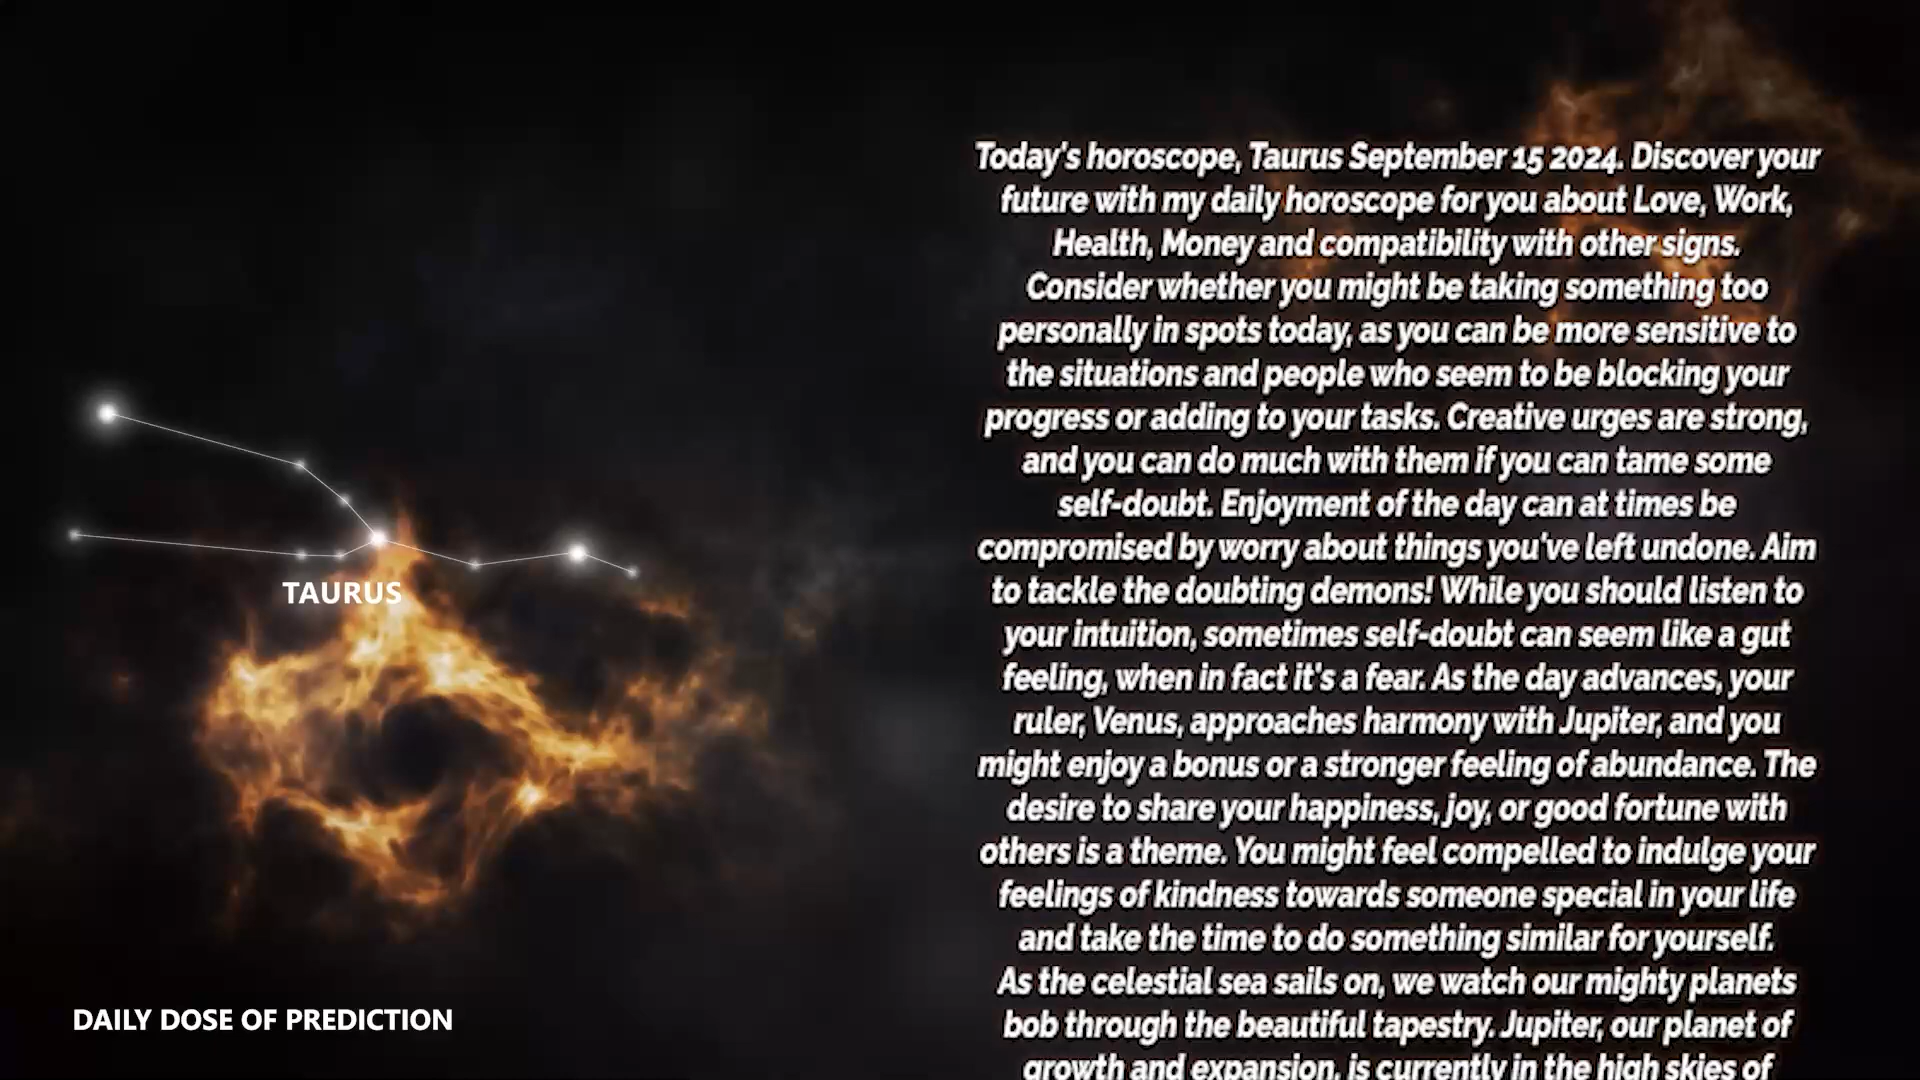 Today's horoscope, Taurus September 15 2024. Discover your
future with my daily horoscope for you about Love, Work,
Health, Money and compatibility with other signs.
Consider whether you might be taking something too
personally in spots today, as you can be more sensitive to
the situations and people who seem to be blocking your
progress or adding to your tasks. Creative urges are strong,
and you can do much with them if you can tame some
self-doubt. Enjoyment of the day can at times be
compromised by worry about things you've left undone. Aim
to tackle the doubting demons! While you should listen to
your intuition, sometimes self-doubt can seem like a gut
feeling, when in fact it's a fear. As the day advances, your
ruler, Venus, approaches harmony with Jupiter, and you
might enjoy a bonus or a stronger feeling of abundance. The
desire to share your happiness, joy, or good fortune with
others is a theme. You might feel compelled to indulge your
feelings of kindness towards someone special in your life
and take the time to do something similar for yourself.
As the celestial sea sails on, we watch our mighty planets
bob through the beautiful tapestry. Jupiter, our planet of
growth and expansion, is currently in the high skies of
TAURUS
DAILY DOSE OF PREDICTION